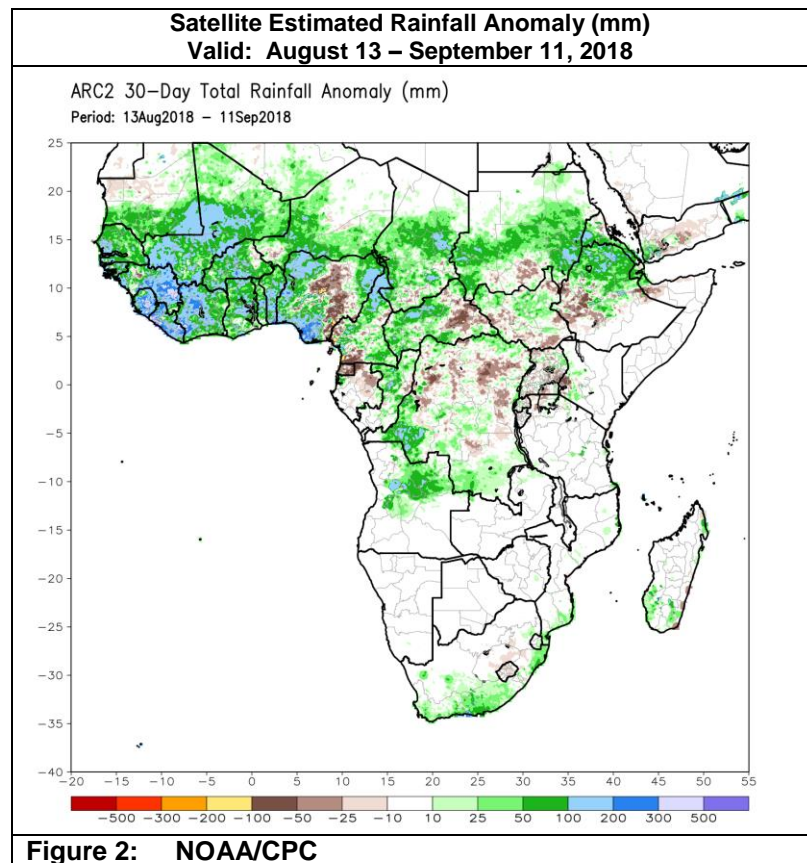 Satellite Estimated Rainfall Anomaly (mm)
Valid: August 13 – September 11, 2018
ARC2 30-Day Total Rainfall Anomaly (mm)
Period: 13Aug2018 – 11Sep2018
25
20
15
10
5
0
−5
−10
−15
−20
−25
−30
−35
−40
−20 −15 −10 −5 0 5 10 15 20 25 30 35 40 45 50 55
−500 −300 −200 −100 −50 −25 −10 10 25 50 100 200 300 500
Figure 2: NOAA/CPC